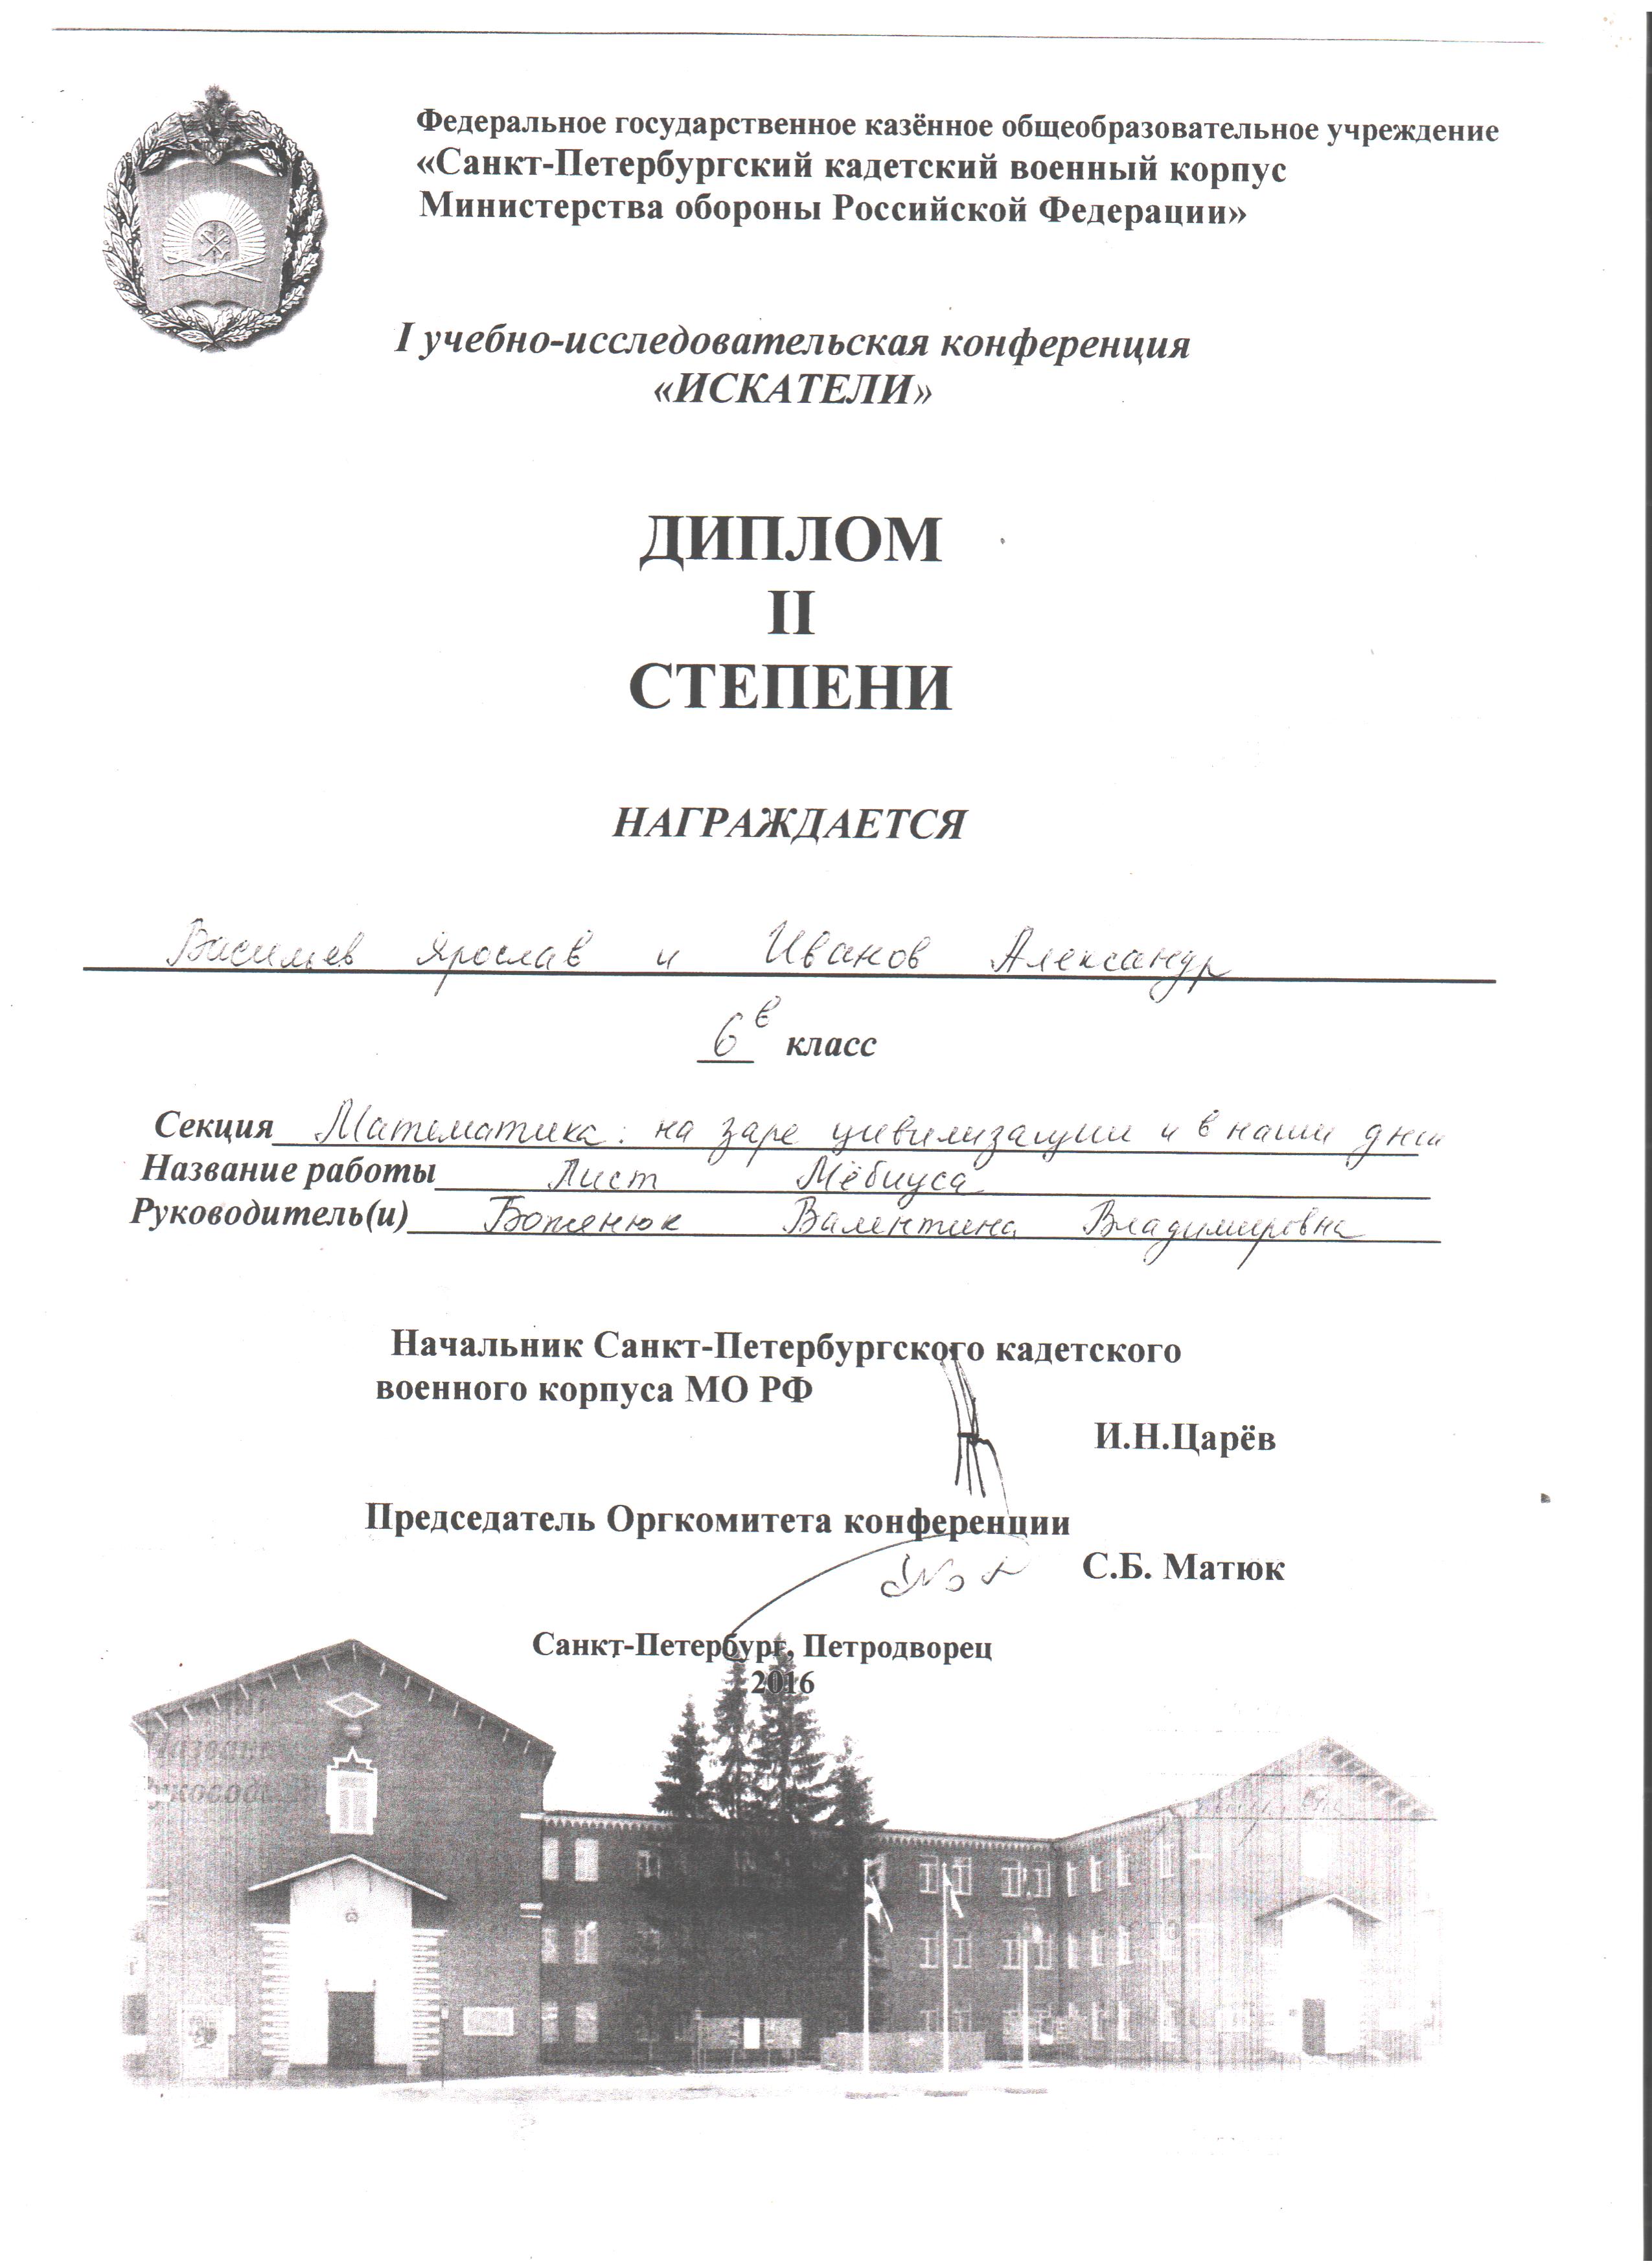 Федеральное государственное казённое общеобразовательное учреждение
«Санкт-Петербургский кадетский военный корпус
Министерства обороны Российской Федерации»
I учебно-исследовательская конференция
«ИСКАТЕЛИ»
ДИПЛОМ
II
СТЕПЕНИ
НАГРАЖДАЕТСЯ
Васильев Ярослав и Иванов Александр
6 в класс
Секция Математика: на заре цивилизации и в наши дни
Название работы Лист Мёбиуса
Руководитель(и) Боженюк Валентина Владимировна
Начальник Санкт-Петербургского кадетского
военного корпуса МО РФ
И.Н.Царёв
Председатель Оргкомитета конференции
С.Б. Матюк
Санкт-Петербург, Петродворец
2016